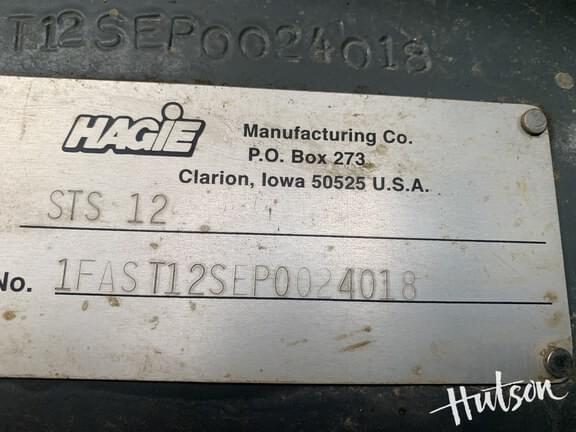 T12SEP0024018
HAGIE
Manufacturing Co.
P.O. Box 273
Clarion, Iowa 50525 U.S.A.
STS 12
No. 1FAST12SEP0024018
Hutson